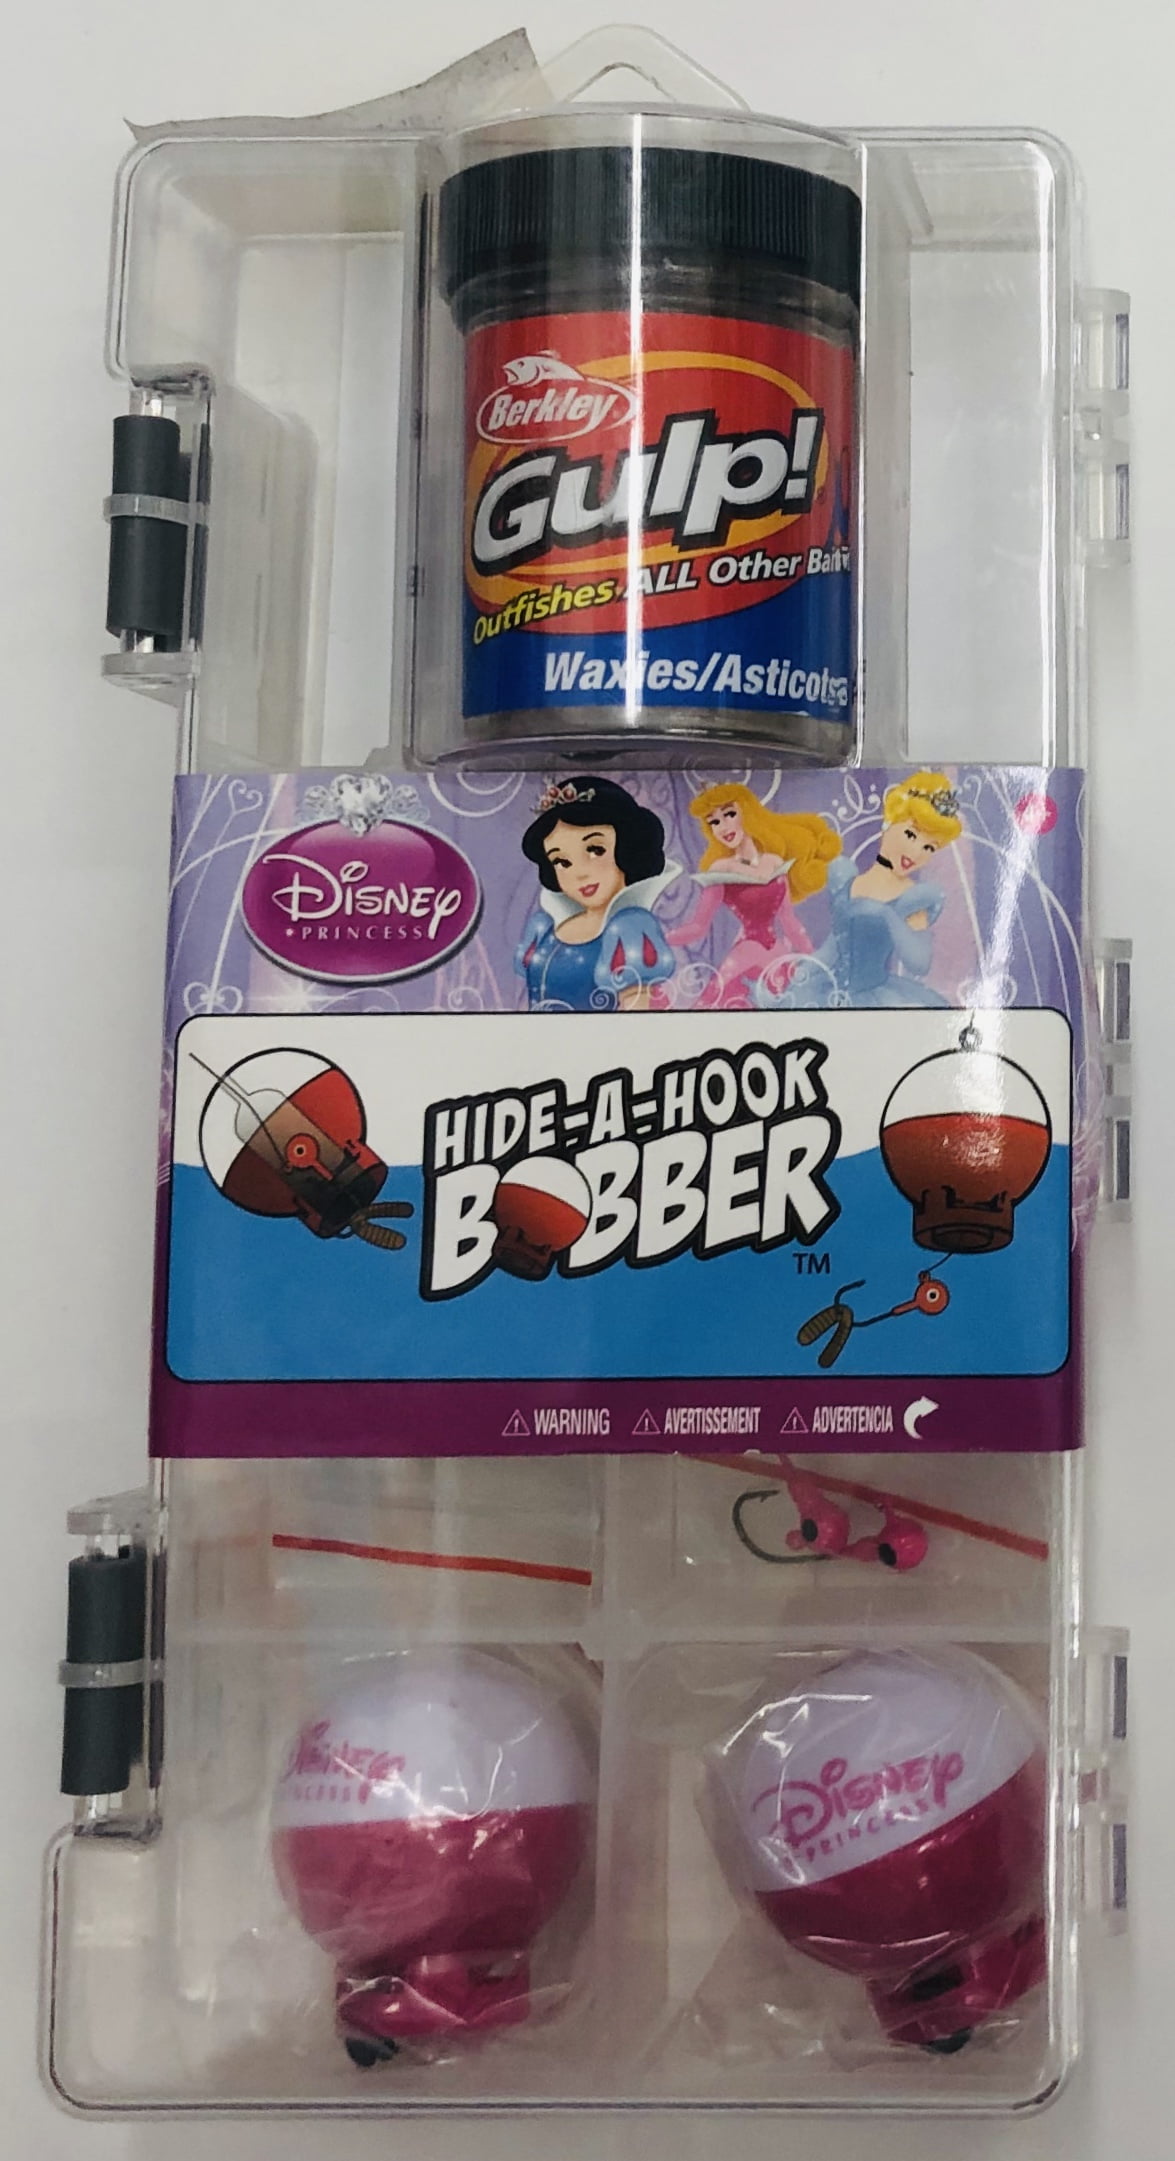 Berkley
Gulp!
Outfishes ALL Other Bait
Waxies/Asticots
Disney
PRINCESS
HIDE-A-HOOK
BOBBER
TM
WARNING AVERTISSEMENT ADVERTENCIA
Disney
PRINCESS
Disney
PRINCESS